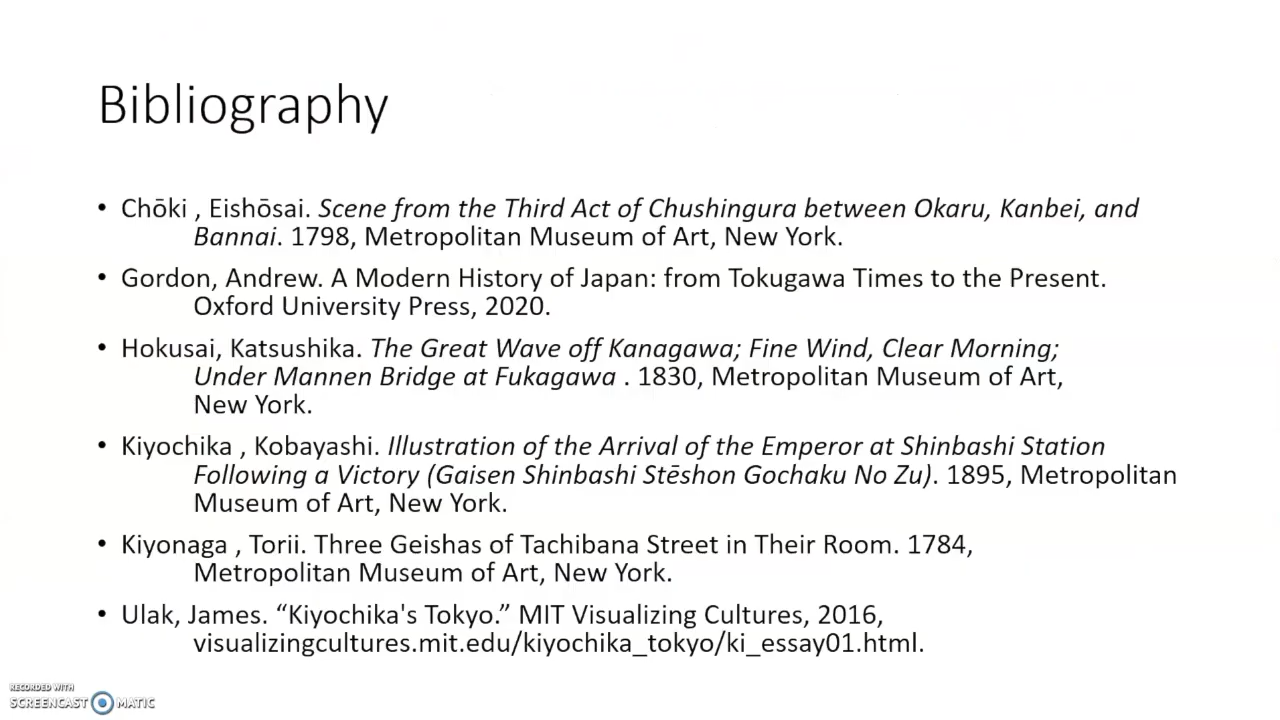 Bibliography
• Chōki , Eishōsai. Scene from the Third Act of Chushingura between Okaru, Kanbei, and
Bannai. 1798, Metropolitan Museum of Art, New York.
• Gordon, Andrew. A Modern History of Japan: from Tokugawa Times to the Present.
Oxford University Press, 2020.
• Hokusai, Katsushika. The Great Wave off Kanagawa; Fine Wind, Clear Morning;
Under Mannen Bridge at Fukagawa . 1830, Metropolitan Museum of Art,
New York.
• Kiyochika , Kobayashi. Illustration of the Arrival of the Emperor at Shinbashi Station
Following a Victory (Gaisen Shinbashi Stēshon Gochaku No Zu). 1895, Metropolitan
Museum of Art, New York.
• Kiyonaga , Torii. Three Geishas of Tachibana Street in Their Room. 1784,
Metropolitan Museum of Art, New York.
• Ulak, James. “Kiyochika's Tokyo.” MIT Visualizing Cultures, 2016,
visualizingcultures.mit.edu/kiyochika_tokyo/ki_essay01.html.
RECORDED WITH
SCREENCAST MATIC